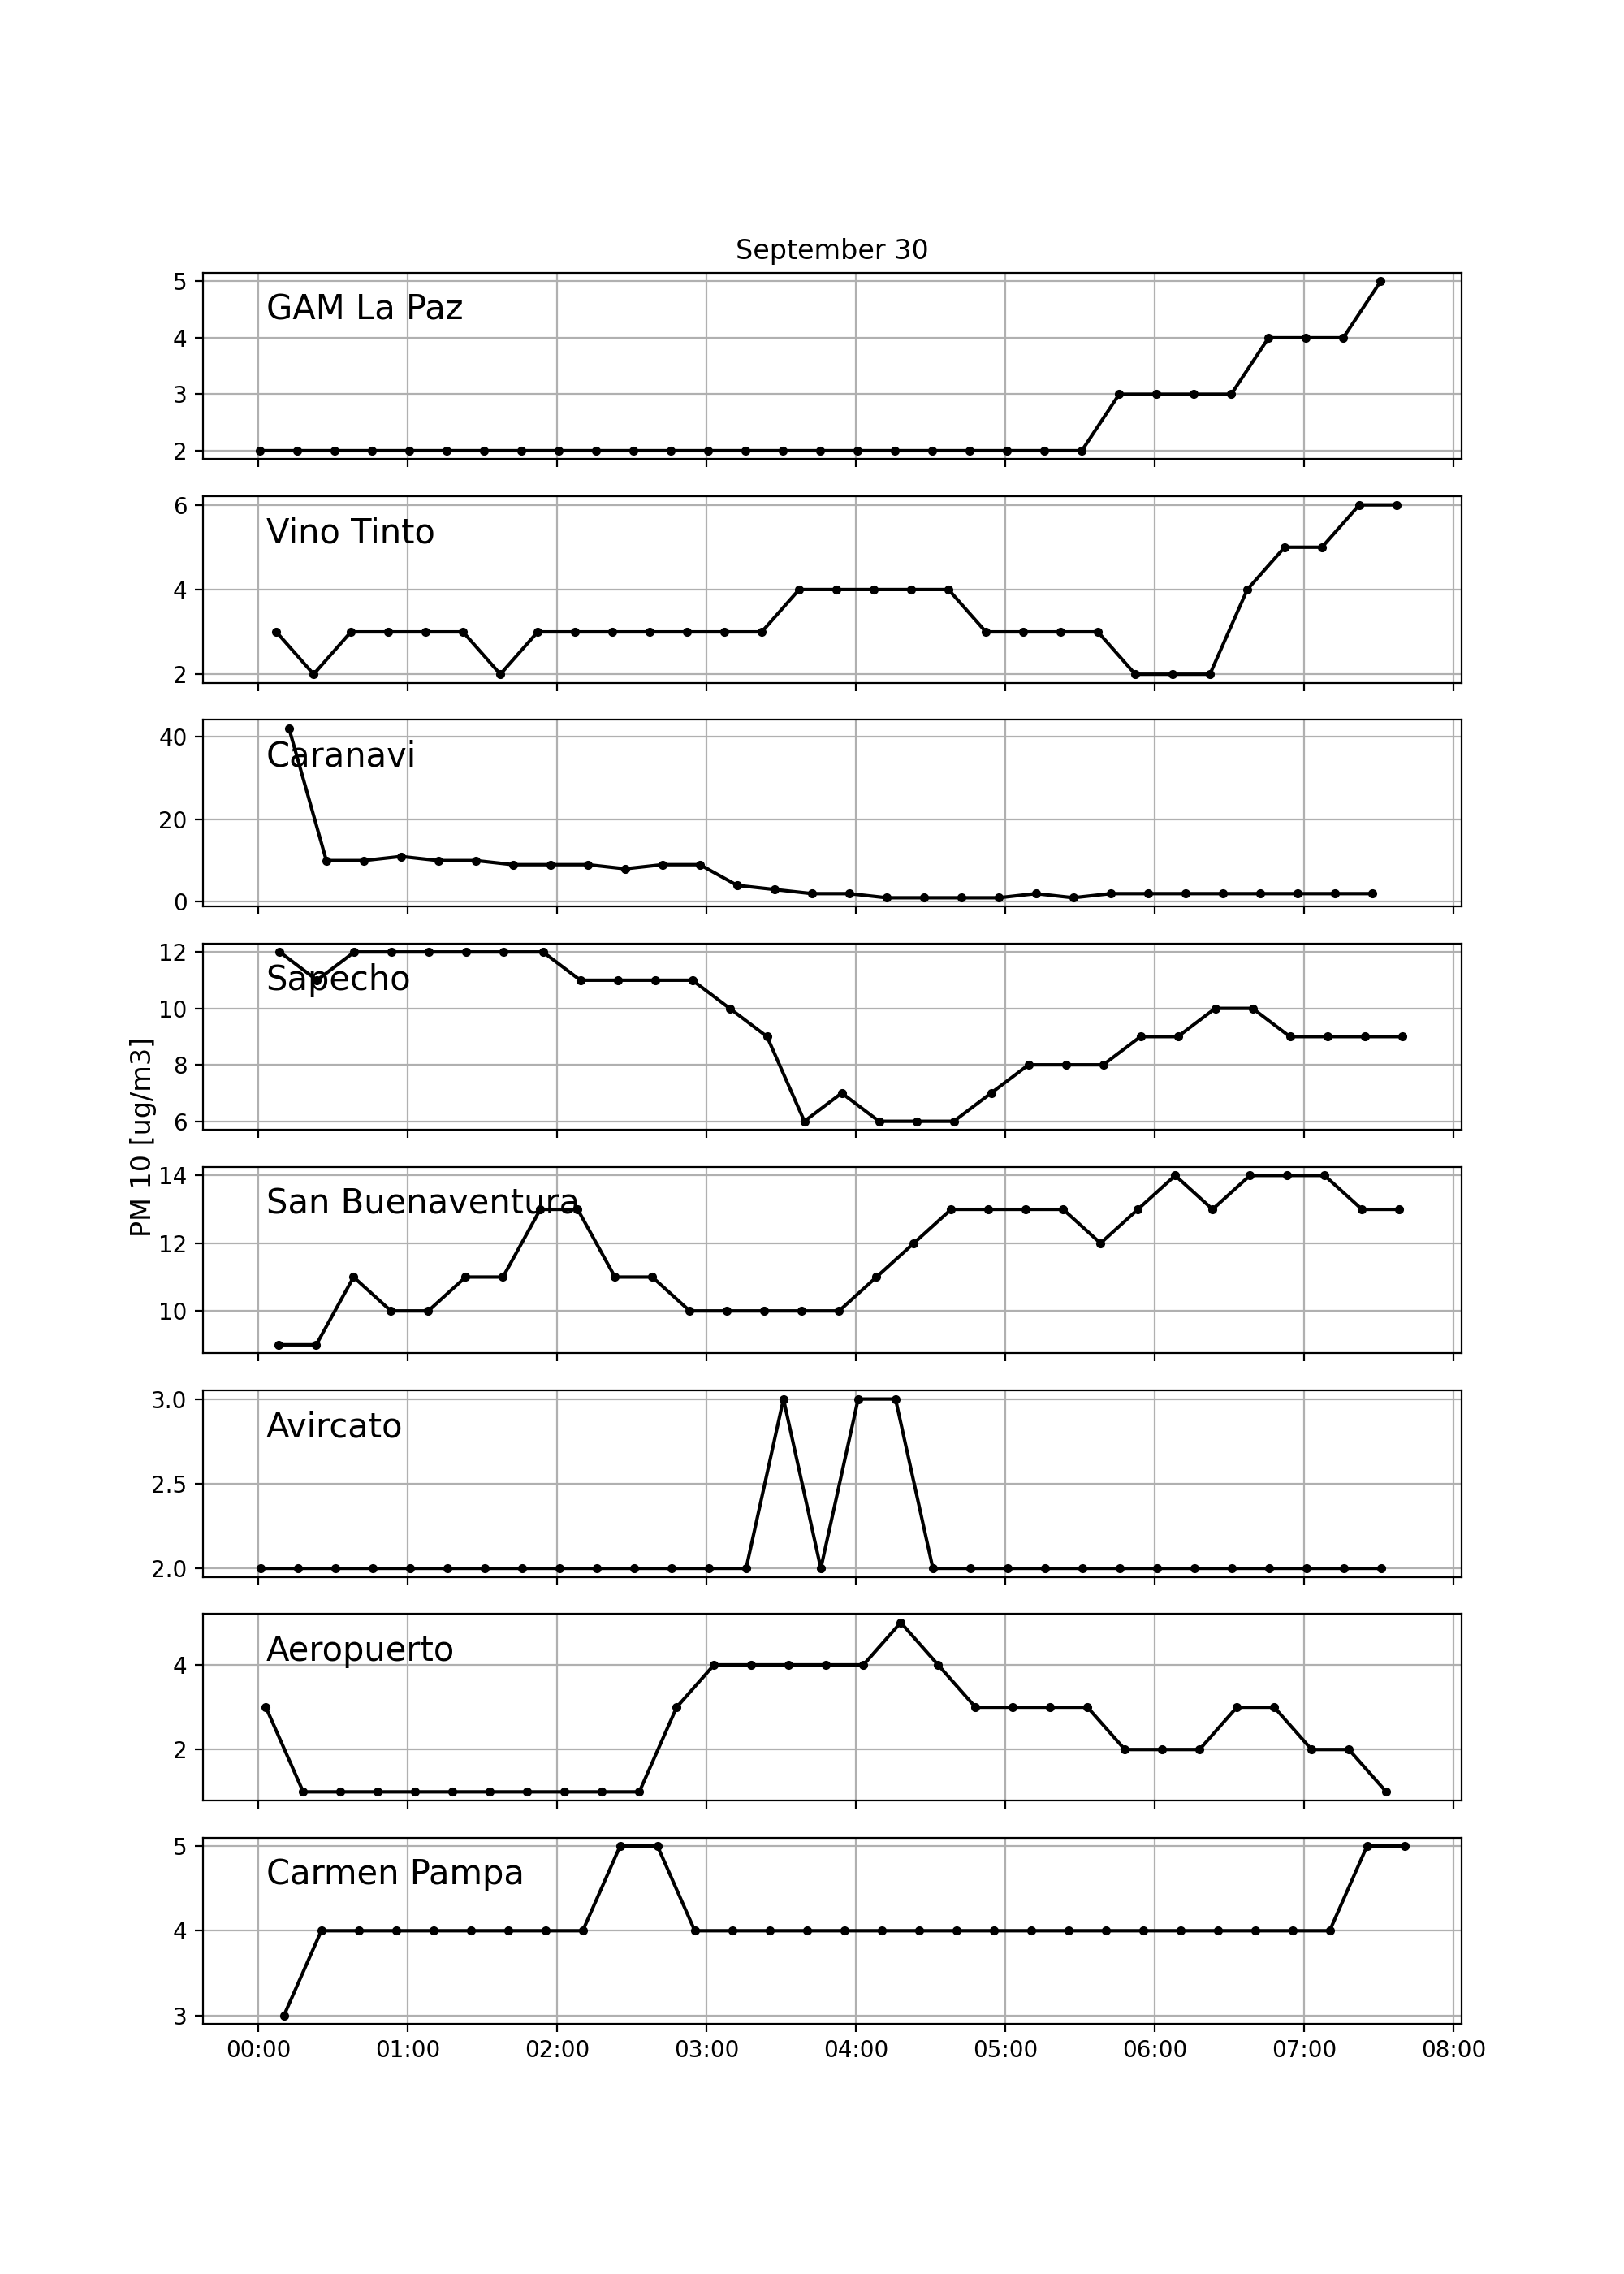 September 30
5
GAM La Paz
4
3
2
6
Vino Tinto
4
2
40
Caranavi
20
0
12
Sapecho
10
8
6
PM 10 [ug/m3]
14
San Buenaventura
12
10
3.0
Avircato
2.5
2.0
Aeropuerto
4
2
5
Carmen Pampa
4
3
00:00 01:00 02:00 03:00 04:00 05:00 06:00 07:00 08:00